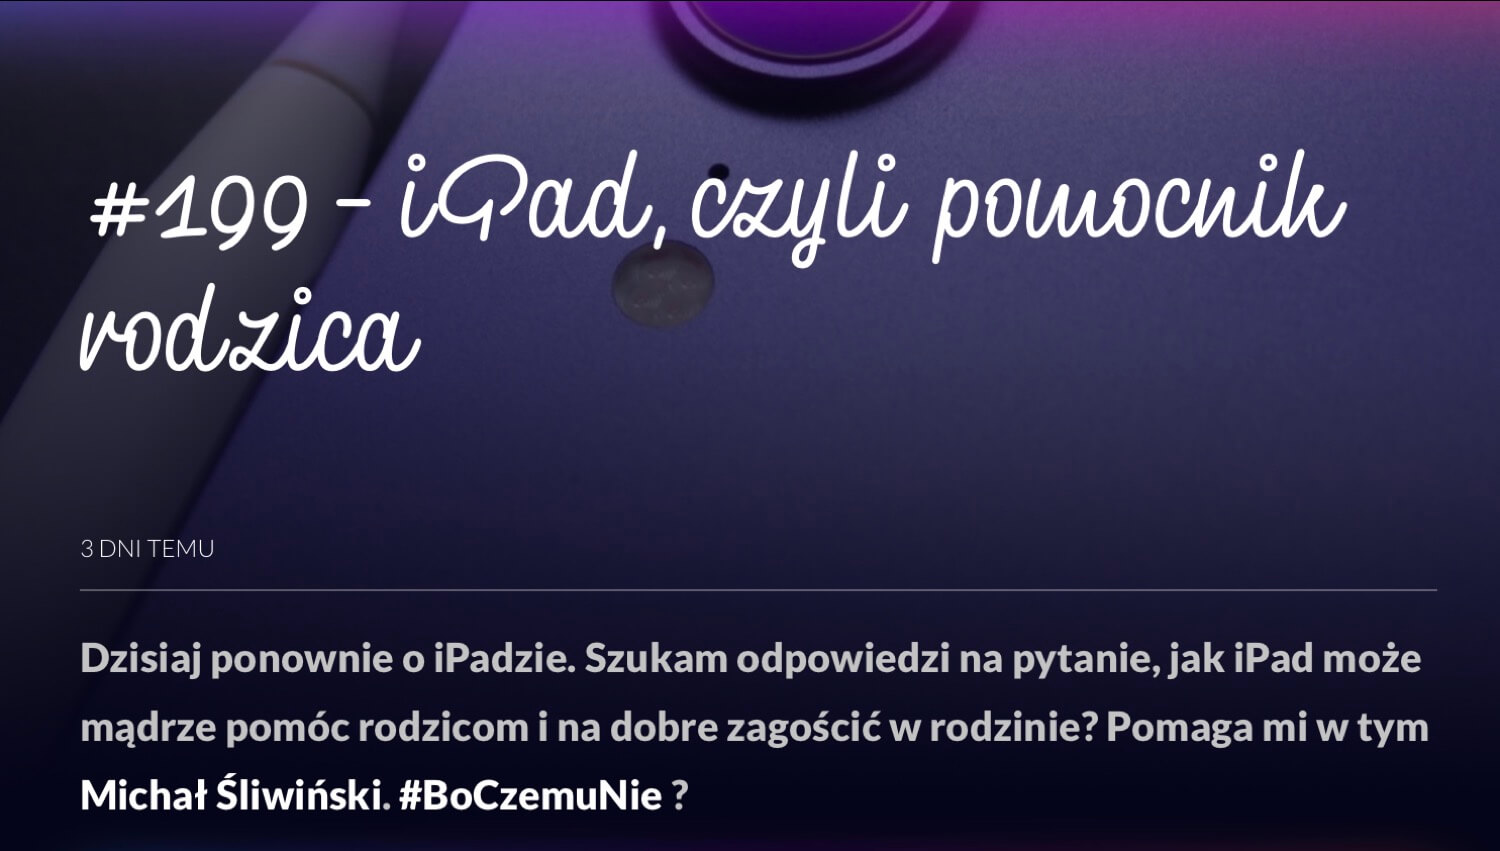 #199 - iPad, czyli pomocnik
rodzica
3 DNI TEMU
Dzisiaj ponownie o iPadzie. Szukam odpowiedzi na pytanie, jak iPad może
mądrze pomóc rodzicom i na dobre zagościć w rodzinie? Pomaga mi w tym
Michał Śliwiński. #BoCzemuNie ?